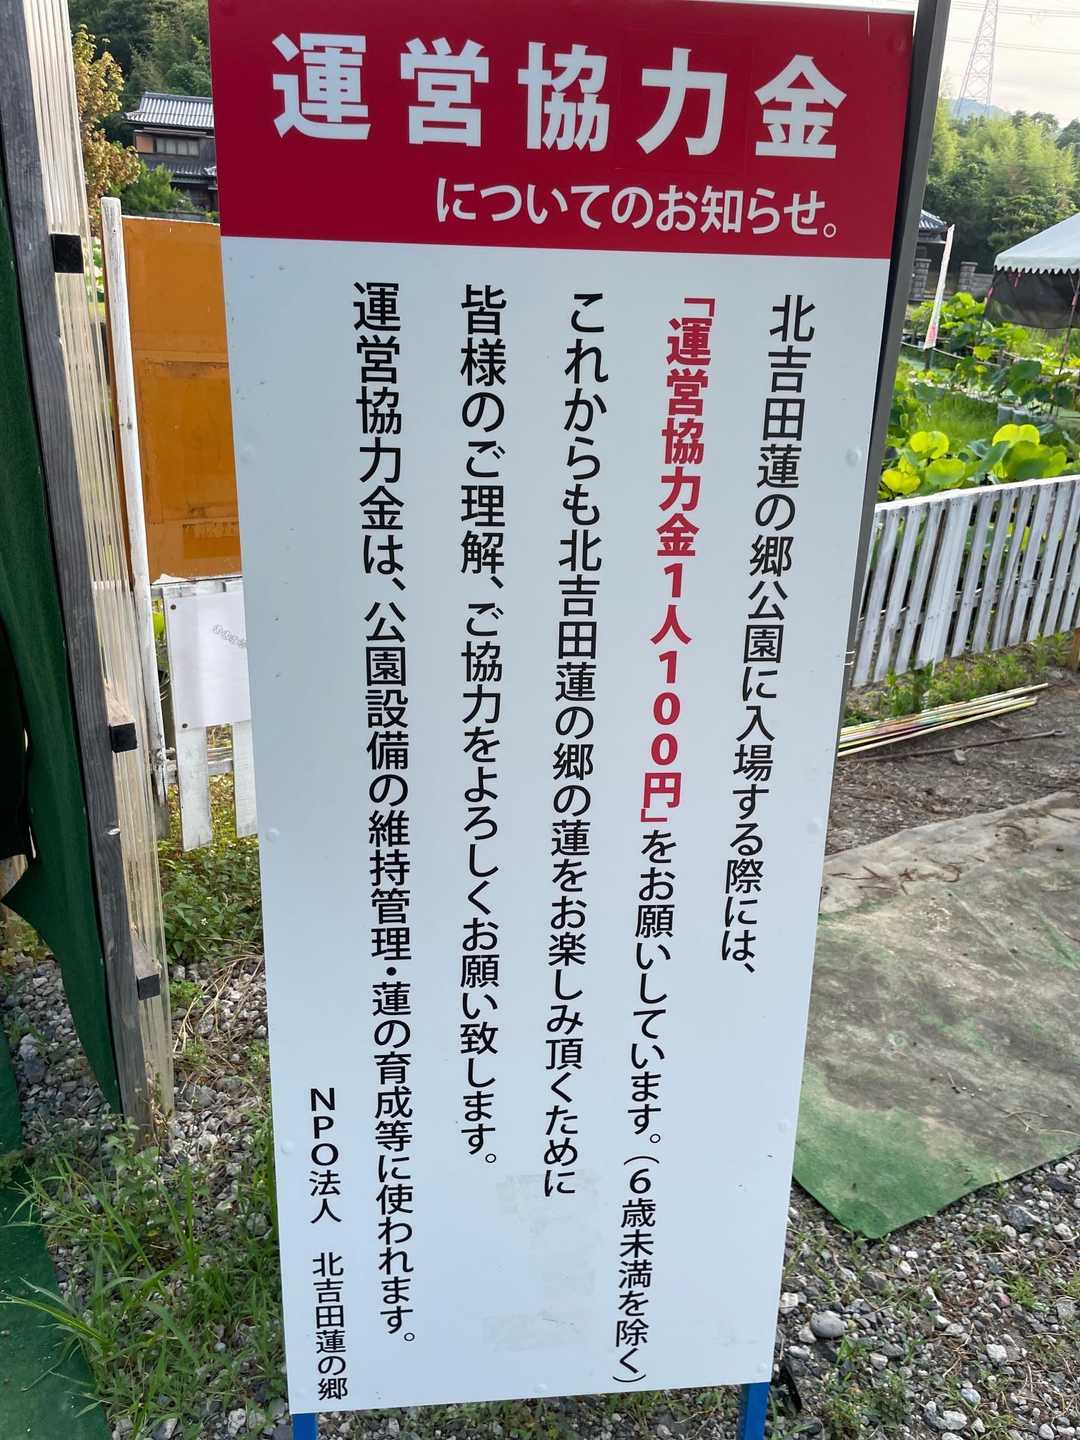 運営協力金
についてのお知らせ。
北吉田蓮の郷公園に入場する際には、
「運営協力金1人100円」をお願いしています。(6歳未満を除く)
これからも北吉田蓮の郷の蓮をお楽しみ頂くために
皆様のご理解、ご協力をよろしくお願い致します。
運営協力金は、公園設備の維持管理・蓮の育成等に使われます。
NPO法人 北吉田蓮の郷